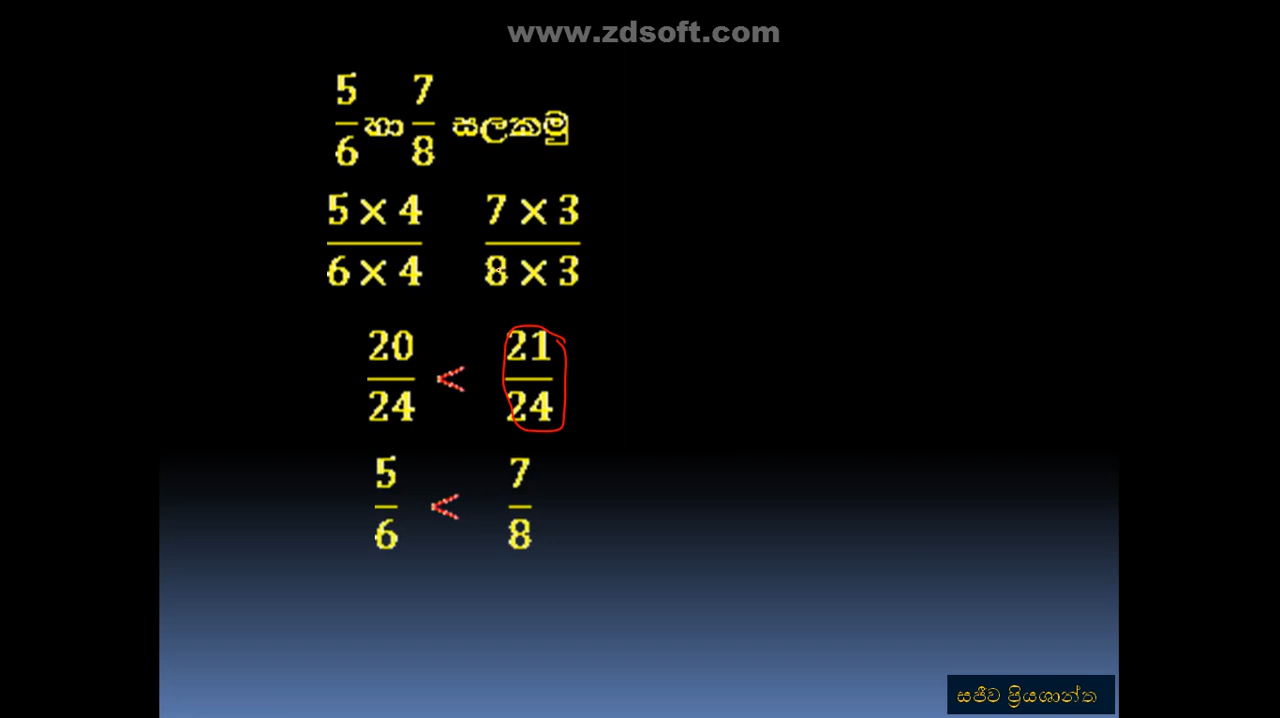 www.zdsoft.com
5/6 හා 7/8 සලකමු
5 × 4/6 × 4 7 × 3/8 × 3
20/24 < 21/24
5/6 < 7/8
සජීව ප්‍රියශාන්ත